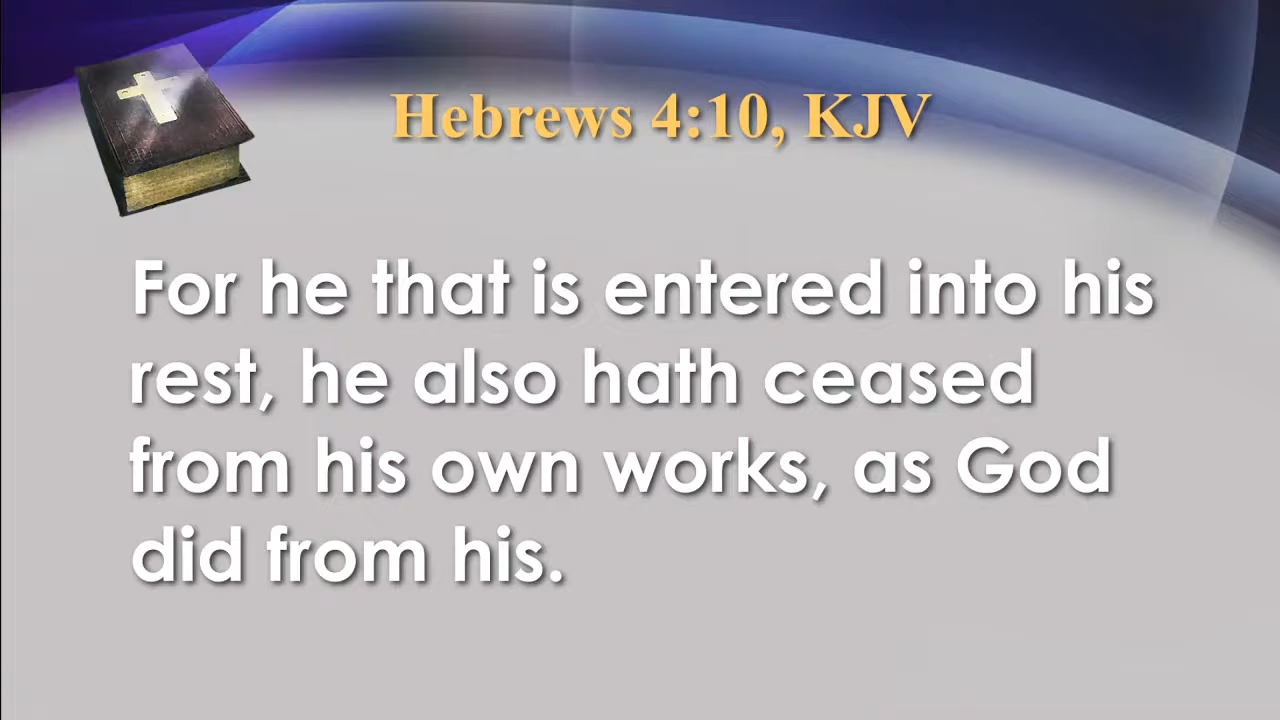 Hebrews 4:10, KJV
For he that is entered into his
rest, he also hath ceased
from his own works, as God
did from his.